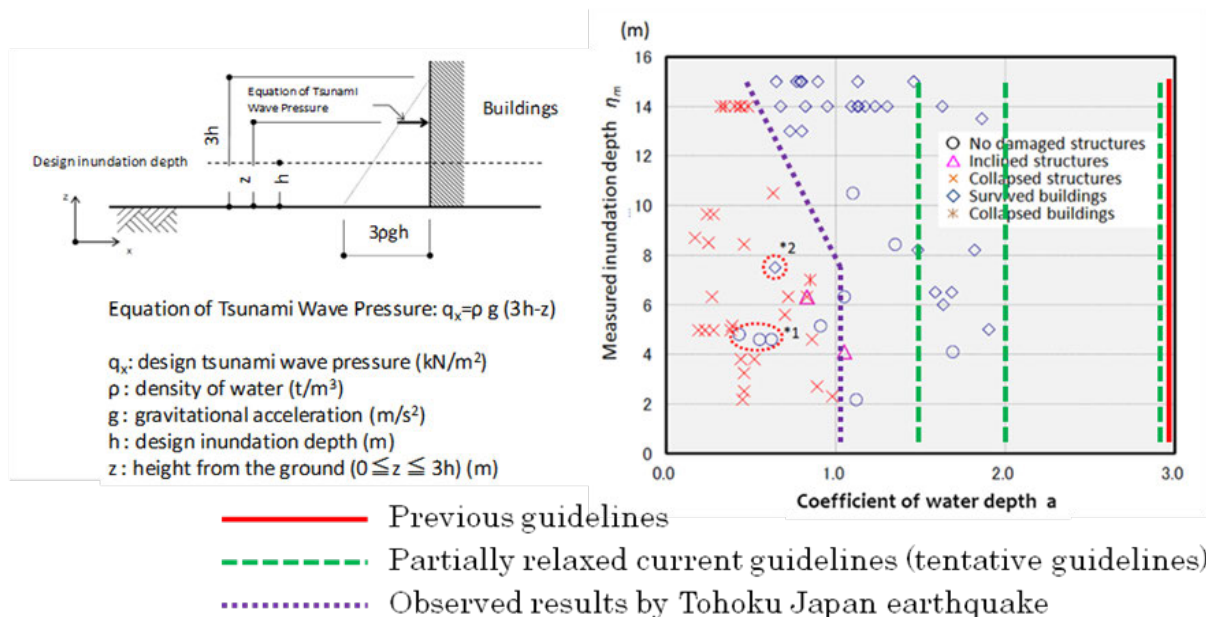 3h
Equation of Tsunami
Wave Pressure
Buildings
Design inundation depth
z
h
z
x
3ρgh
Equation of Tsunami Wave Pressure: qx=ρ g (3h-z)
qx: design tsunami wave pressure (kN/m²)
ρ : density of water (t/m³)
g : gravitational acceleration (m/s²)
h : design inundation depth (m)
z : height from the ground (0≦z≦3h) (m)
(m)
Measured inundation depth ηm
16
14
12
10
8
6
4
2
0
0.0
1.0
2.0
3.0
Coefficient of water depth a
No damaged structures
Inclined structures
Collapsed structures
Survived buildings
Collapsed buildings
*2
*1
Previous guidelines
Partially relaxed current guidelines (tentative guidelines)
Observed results by Tohoku Japan earthquake